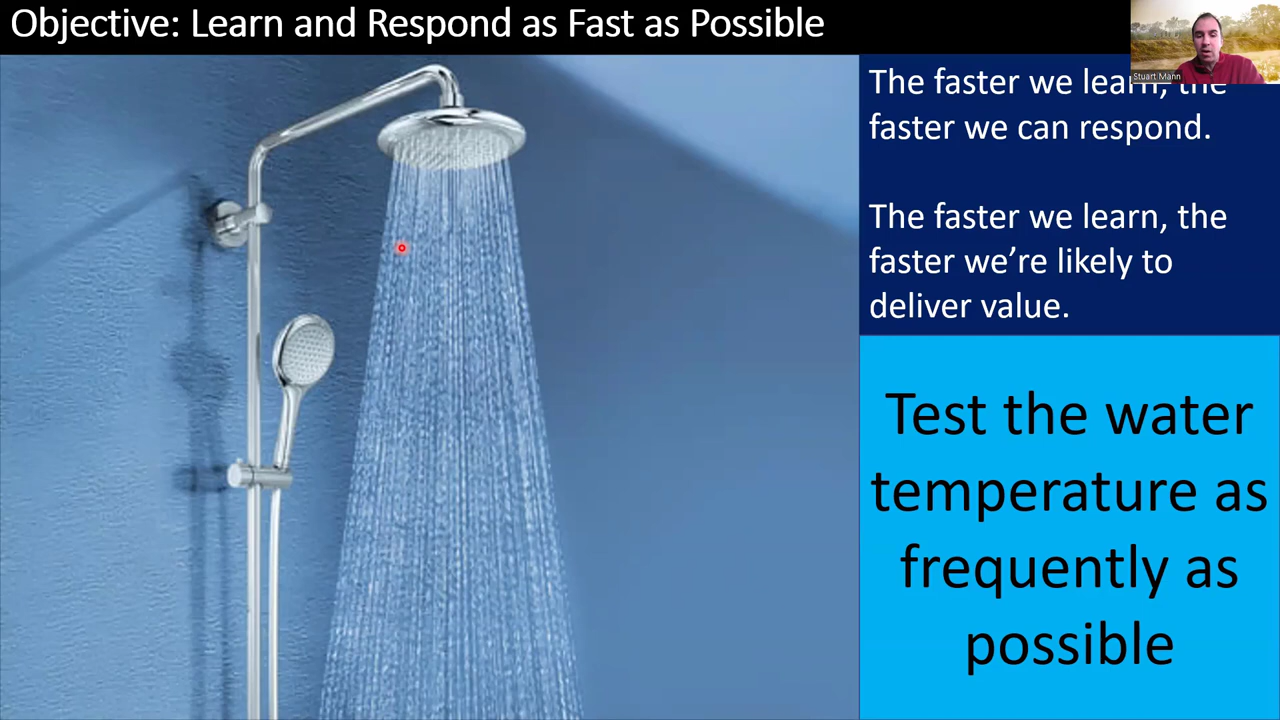 Objective: Learn and Respond as Fast as Possible
Stuart Mann
The faster we learn, the
faster we can respond.
The faster we learn, the
faster we're likely to
deliver value.
Test the water
temperature as
frequently as
possible